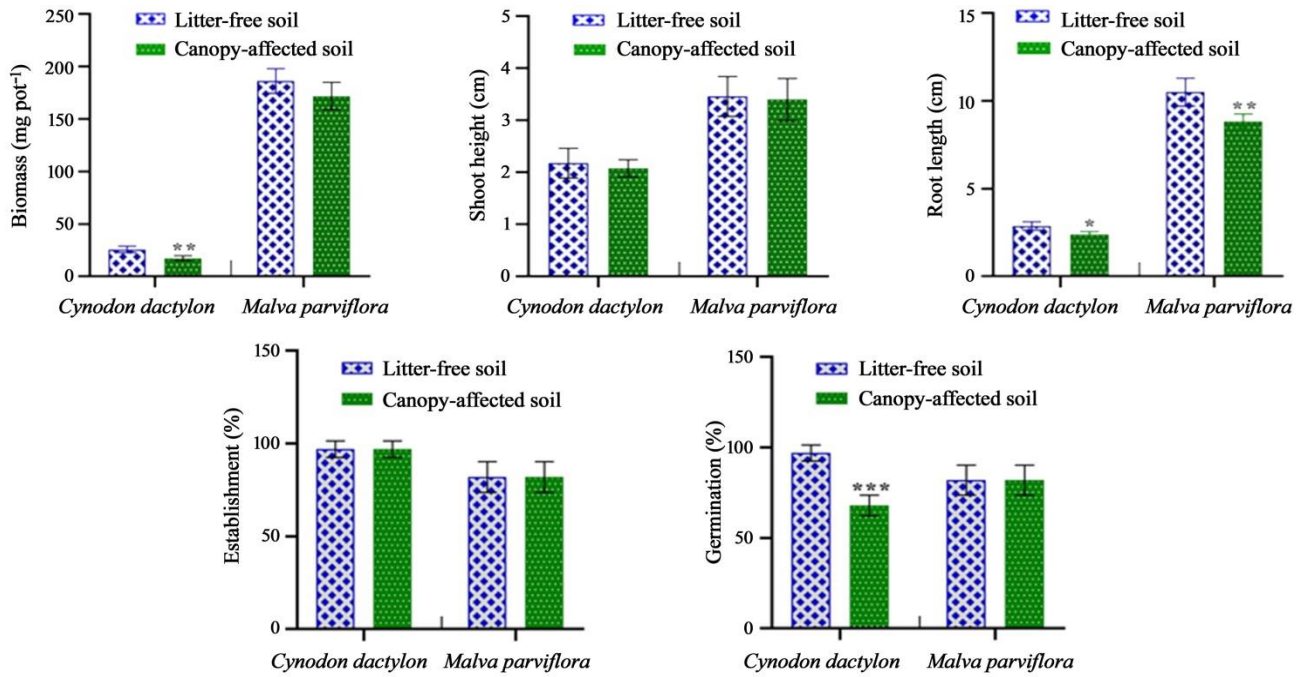 Biomass (mg pot⁻¹)
250
200
150
100
50
0
Litter-free soil
Canopy-affected soil
**
Cynodon dactylon
Malva parviflora
Shoot height (cm)
5
4
3
2
1
0
Litter-free soil
Canopy-affected soil
Cynodon dactylon
Malva parviflora
Root length (cm)
15
10
5
0
Litter-free soil
Canopy-affected soil
*
**
Cynodon dactylon
Malva parviflora
Establishment (%)
150
100
50
0
Litter-free soil
Canopy-affected soil
Cynodon dactylon
Malva parviflora
Germination (%)
150
100
50
0
Litter-free soil
Canopy-affected soil
***
Cynodon dactylon
Malva parviflora